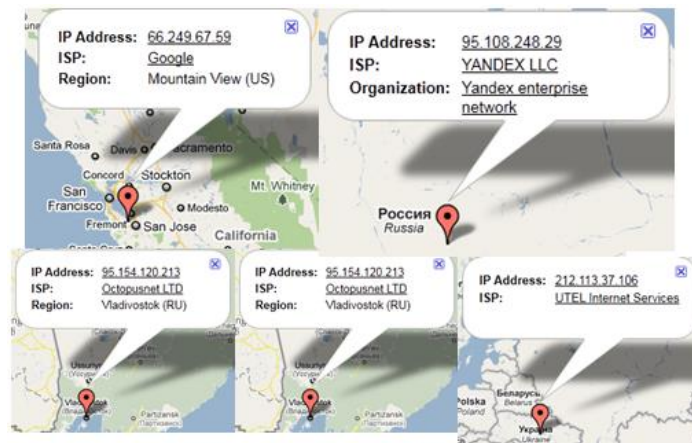 IP Address: 66.249.67.59
ISP: Google
Region: Mountain View (US)
Santa Rosa
Davis
Sacramento
Concord
Stockton
San Francisco
Modesto
Mt. Whitney
Fremont
San Jose
California
IP Address: 95.108.248.29
ISP: YANDEX LLC
Organization: Yandex enterprise
network
Россия
Russia
IP Address: 95.154.120.213
ISP: Octopusnet LTD
Region: Vladivostok (RU)
Partizansk
IP Address: 95.154.120.213
ISP: Octopusnet LTD
Region: Vladivostok (RU)
Partizansk
IP Address: 212.113.37.106
ISP: UTEL Internet Services
Polska
Poland
Беларусь
Belarus
Ukraine